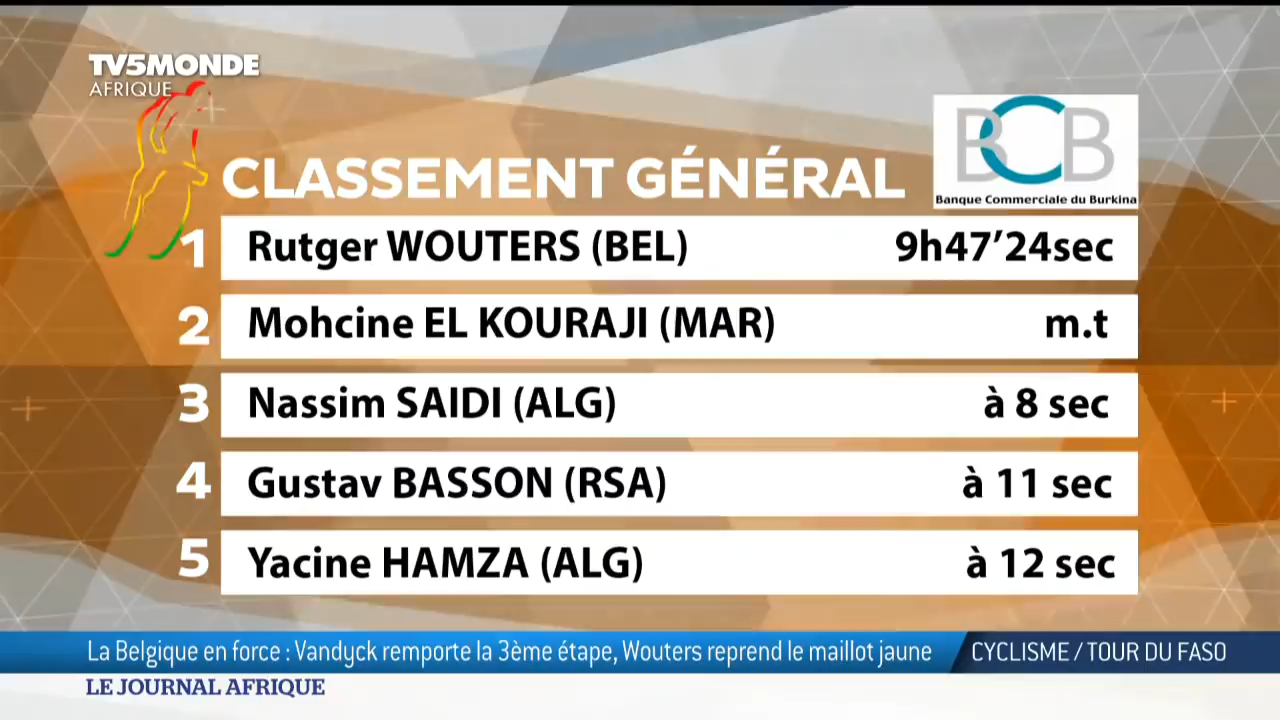 TV5MONDE
AFRIQUE
BCB
Banque Commerciale du Burkina
CLASSEMENT GÉNÉRAL
1 Rutger WOUTERS (BEL) 9h47’24sec
2 Mohcine EL KOURAJI (MAR) m.t
3 Nassim SAIDI (ALG) à 8 sec
4 Gustav BASSON (RSA) à 11 sec
5 Yacine HAMZA (ALG) à 12 sec
La Belgique en force : Vandyck remporte la 3ème étape, Wouters reprend le maillot jaune CYCLISME / TOUR DU FASO
LE JOURNAL AFRIQUE